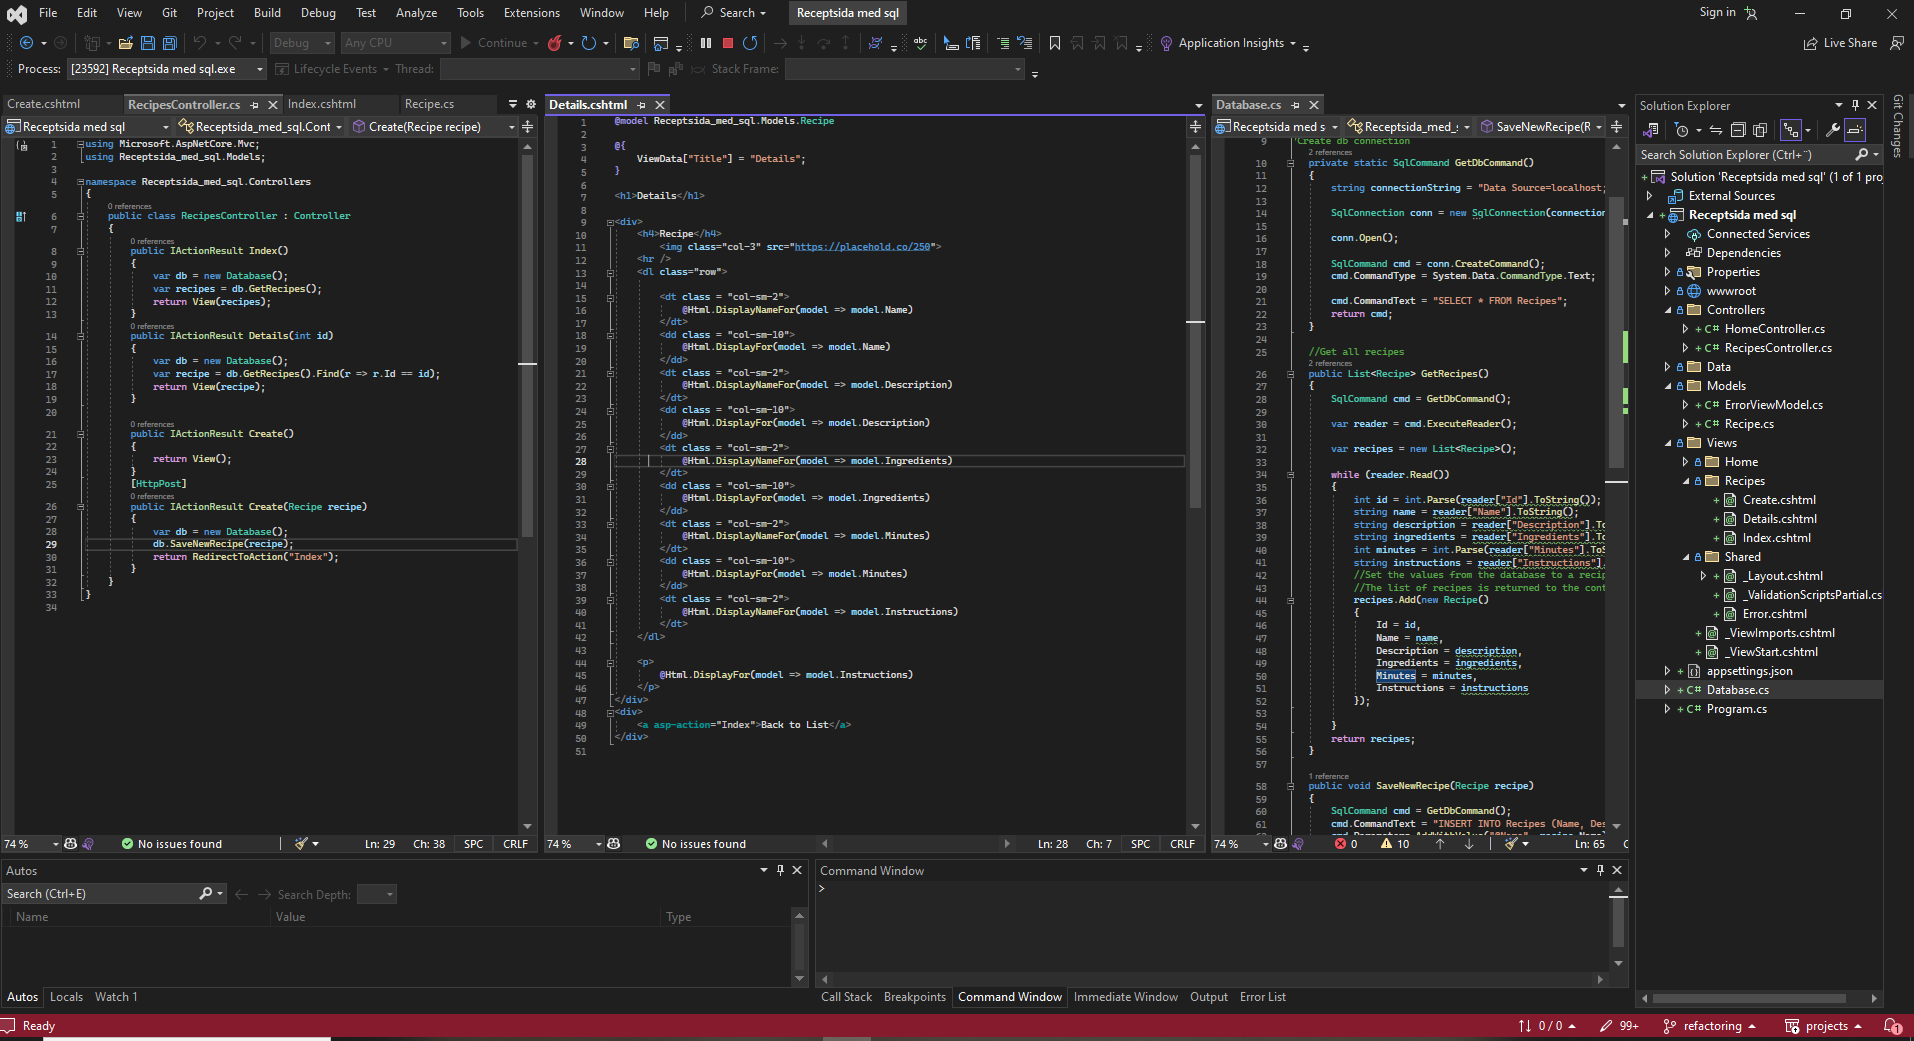 File Edit View Git Project Build Debug Test Analyze Tools Extensions Window Help Search Receptsida med sql Sign in
Debug Any CPU Continue Application Insights Live Share
Process: [23592] Receptsida med sql.exe Lifecycle Events Thread: Stack Frame:
Create.cshtml RecipesController.cs Index.cshtml Recipe.cs
Receptsida med sql Receptsida_med_sql.Cont Create(Recipe recipe)
1 using Microsoft.AspNetCore.Mvc;
2 using Receptsida_med_sql.Models;
3
4 namespace Receptsida_med_sql.Controllers
5 {
0 references
6 public class RecipesController : Controller
7 {
0 references
8 public IActionResult Index()
9 {
10 var db = new Database();
11 var recipes = db.GetRecipes();
12 return View(recipes);
13 }
0 references
14 public IActionResult Details(int id)
15 {
16 var db = new Database();
17 var recipe = db.GetRecipes().Find(r => r.Id == id);
18 return View(recipe);
19 }
20
0 references
21 public IActionResult Create()
22 {
23 return View();
24 }
25 [HttpPost]
0 references
26 public IActionResult Create(Recipe recipe)
27 {
28 var db = new Database();
29 db.SaveNewRecipe(recipe);
30 return RedirectToAction("Index");
31 }
32 }
33 }
34
74 % No issues found Ln: 29 Ch: 38 SPC CRLF
Details.cshtml
1 @model Receptsida_med_sql.Models.Recipe
2
3 @{
4 ViewData["Title"] = "Details";
5 }
6
7 <h1>Details</h1>
8
9 <div>
10 <h4>Recipe</h4>
11 <img class="col-3" src="https://placehold.co/250">
12 <hr />
13 <dl class="row">
14
15 <dt class = "col-sm-2">
16 @Html.DisplayNameFor(model => model.Name)
17 </dt>
18 <dd class = "col-sm-10">
19 @Html.DisplayFor(model => model.Name)
20 </dd>
21 <dt class = "col-sm-2">
22 @Html.DisplayNameFor(model => model.Description)
23 </dt>
24 <dd class = "col-sm-10">
25 @Html.DisplayFor(model => model.Description)
26 </dd>
27 <dt class = "col-sm-2">
28 @Html.DisplayNameFor(model => model.Ingredients)
29 </dt>
30 <dd class = "col-sm-10">
31 @Html.DisplayFor(model => model.Ingredients)
32 </dd>
33 <dt class = "col-sm-2">
34 @Html.DisplayNameFor(model => model.Minutes)
35 </dt>
36 <dd class = "col-sm-10">
37 @Html.DisplayFor(model => model.Minutes)
38 </dd>
39 <dt class = "col-sm-2">
40 @Html.DisplayNameFor(model => model.Instructions)
41 </dt>
42 </dl>
43
44 <p>
45 @Html.DisplayFor(model => model.Instructions)
46 </p>
47 </div>
48 <div>
49 <a asp-action="Index">Back to List</a>
50 </div>
51
74 % No issues found Ln: 28 Ch: 7 SPC CRLF
Database.cs
Receptsida med s Receptsida_med_ SaveNewRecipe(R
9 Create db connection
2 references
10 private static SqlCommand GetDbCommand()
11 {
12 string connectionString = "Data Source=localhost;
13
14 SqlConnection conn = new SqlConnection(connection
15
16 conn.Open();
17
18 SqlCommand cmd = conn.CreateCommand();
19 cmd.CommandType = System.Data.CommandType.Text;
20
21 cmd.CommandText = "SELECT * FROM Recipes";
22 return cmd;
23 }
24
25 //Get all recipes
2 references
26 public List<Recipe> GetRecipes()
27 {
28 SqlCommand cmd = GetDbCommand();
29
30 var reader = cmd.ExecuteReader();
31
32 var recipes = new List<Recipe>();
33
34 while (reader.Read())
35 {
36 int id = int.Parse(reader["Id"].ToString());
37 string name = reader["Name"].ToString();
38 string description = reader["Description"].To
39 string ingredients = reader["Ingredients"].To
40 int minutes = int.Parse(reader["Minutes"].ToS
41 string instructions = reader["Instructions"].
42 //Set the values from the database to a recip
43 //The list of recipes is returned to the cont
44 recipes.Add(new Recipe()
45 {
46 Id = id,
47 Name = name,
48 Description = description,
49 Ingredients = ingredients,
50 Minutes = minutes,
51 Instructions = instructions
52 });
53
54 }
55 return recipes;
56 }
57
1 reference
58 public void SaveNewRecipe(Recipe recipe)
59 {
60 SqlCommand cmd = GetDbCommand();
61 cmd.CommandText = "INSERT INTO Recipes (Name, Des
74 % 0 10 Ln: 65 C
Solution Explorer
Search Solution Explorer (Ctrl+¨)
Solution 'Receptsida med sql' (1 of 1 proj
External Sources
Receptsida med sql
Connected Services
Dependencies
Properties
wwwroot
Controllers
C# HomeController.cs
C# RecipesController.cs
Data
Models
C# ErrorViewModel.cs
C# Recipe.cs
Views
Home
Recipes
Create.cshtml
Details.cshtml
Index.cshtml
Shared
_Layout.cshtml
_ValidationScriptsPartial.cs
Error.cshtml
_ViewImports.cshtml
_ViewStart.cshtml
appsettings.json
C# Database.cs
C# Program.cs
Git Changes
Autos
Search (Ctrl+E) Search Depth:
Name Value Type
Autos Locals Watch 1
Command Window
>
Call Stack Breakpoints Command Window Immediate Window Output Error List
Ready 0 / 0 99+ refactoring projects 1